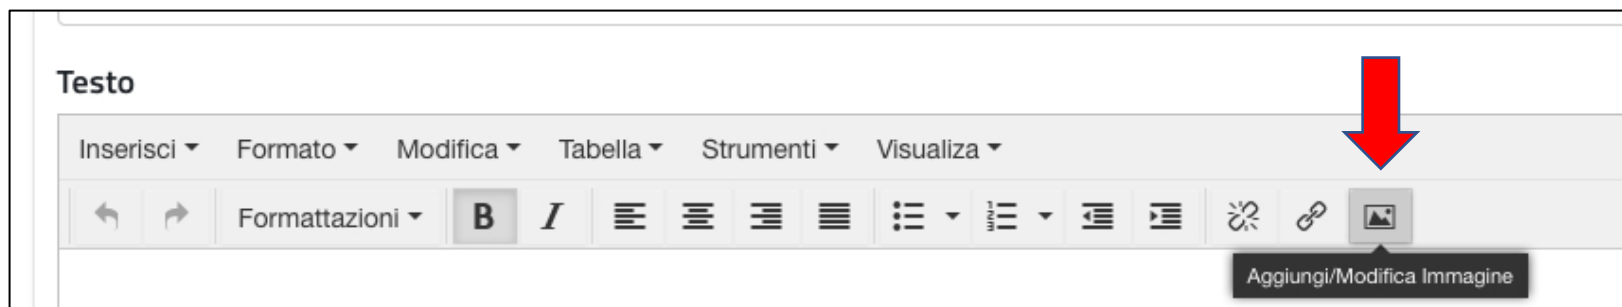 Testo
Inserisci Formato Modifica Tabella Strumenti Visualizza
Formattazioni B I
Aggiungi/Modifica Immagine